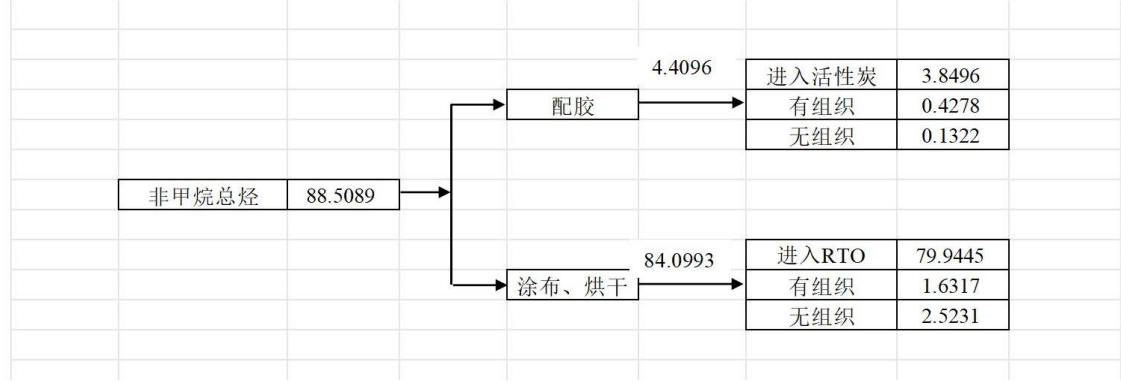 4.4096
进入活性炭 3.8496
配胶 有组织 0.4278
无组织 0.1322
非甲烷总烃 88.5089
84.0993 进入RTO 79.9445
涂布、烘干 有组织 1.6317
无组织 2.5231